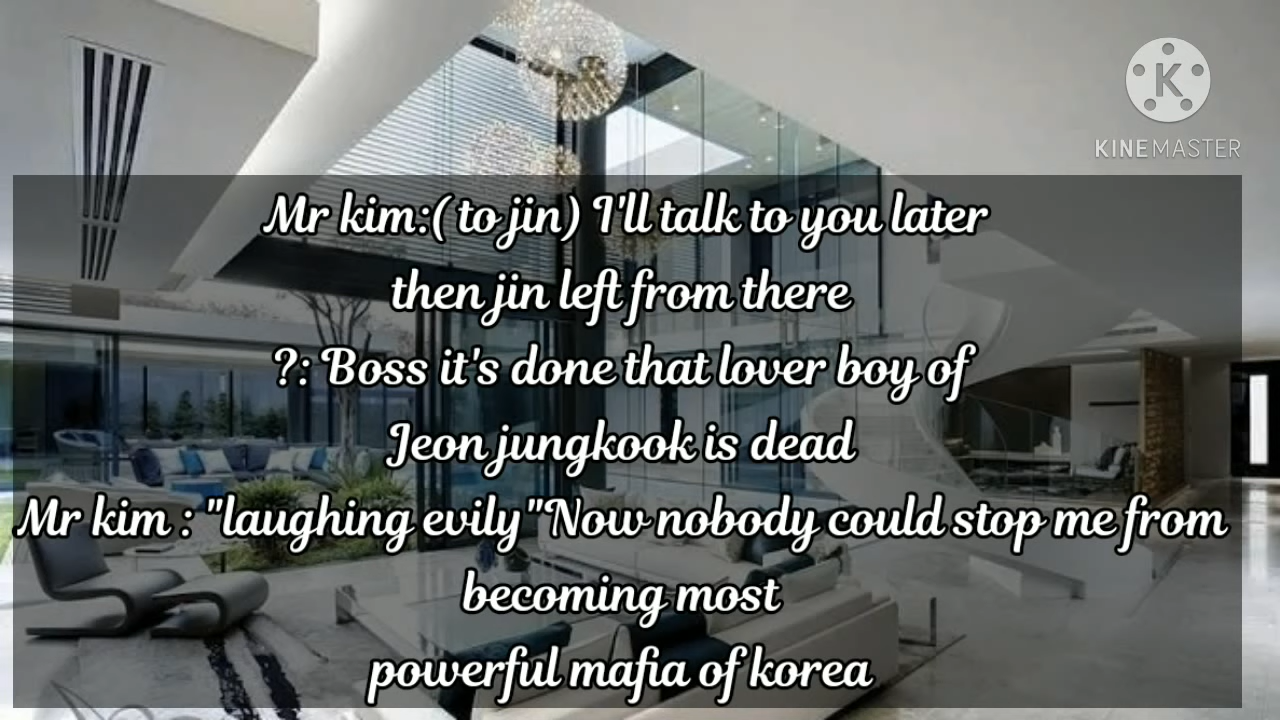 K
KINEMASTER
Mr kim:( to jin) I'll talk to you later
then jin left from there
?: Boss it's done that lover boy of
Jeon jungkook is dead
Mr kim : "laughing evily "Now nobody could stop me from
becoming most
powerful mafia of korea